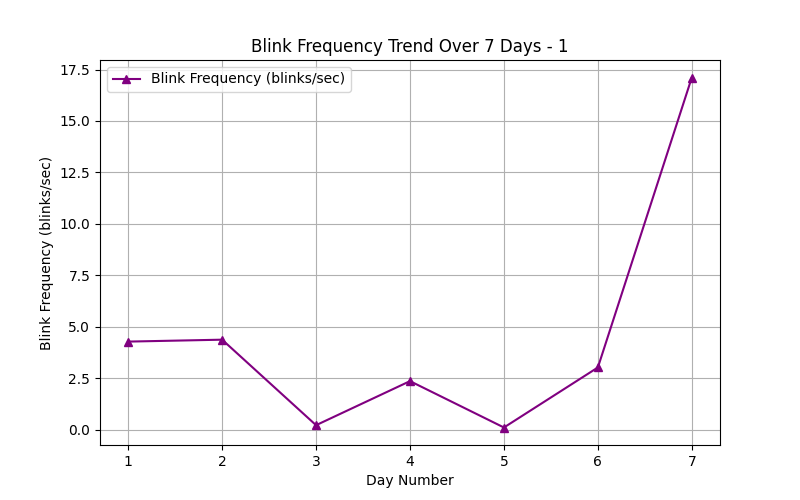 Blink Frequency Trend Over 7 Days - 1
Blink Frequency (blinks/sec)
Blink Frequency (blinks/sec)
17.5
15.0
12.5
10.0
7.5
5.0
2.5
0.0
1 2 3 4 5 6 7
Day Number